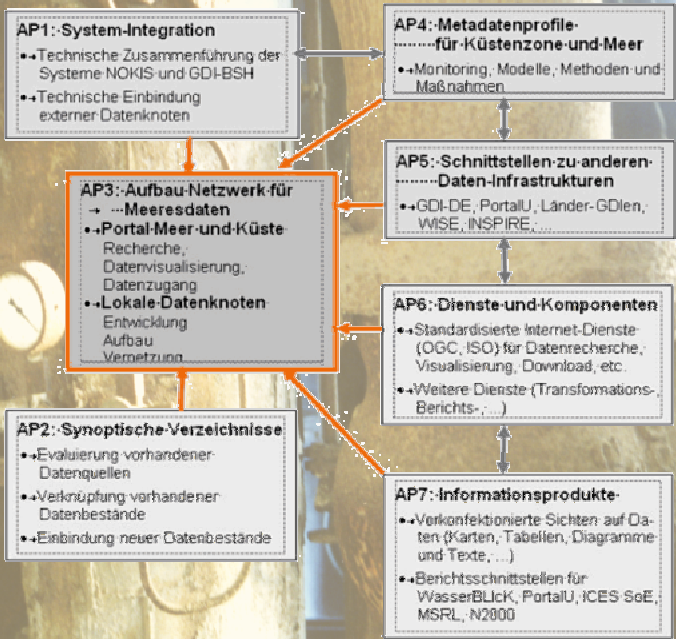 AP1: System-Integration
Technische Zusammenführung der
Systeme NOKIS und GDI-BSH
Technische Einbindung
externer Datenknoten
AP4: Metadatenprofile
für Küstenzone und Meer
Monitoring, Modelle, Methoden und
Maßnahmen
AP5: Schnittstellen zu anderen
Daten-Infrastrukturen
GDI-DE, PortalU, Länder-GDIen,
WISE, INSPIRE, ...
AP3: Aufbau Netzwerk für
Meeresdaten
Portal Meer und Küste
Recherche,
Datenvisualisierung,
Datenzugang
Lokale Datenknoten
Entwicklung
Aufbau
Vernetzung
AP6: Dienste und Komponenten
Standardisierte Internet-Dienste
(OGC, ISO) für Datenrecherche,
Visualisierung, Download, etc.
Weitere Dienste (Transformations-,
Berichts-, ...)
AP2: Synoptische Verzeichnisse
Evaluierung vorhandener
Datenquellen
Verknüpfung vorhandener
Datenbestände
Einbindung neuer Datenbestände
AP7: Informationsprodukte
Vorkonfektionierte Sichten auf Da-
ten (Karten, Tabellen, Diagramme
und Texte, ...)
Berichtsschnittstellen für
WasserBLIcK, PortalU, ICES SoE,
MSRL, N2000